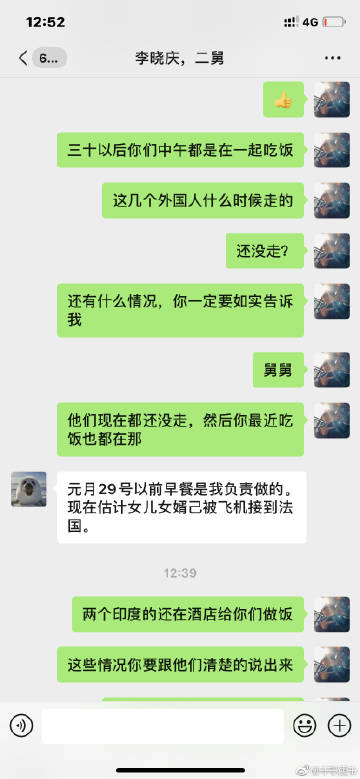 12:52
4G
6...
李晓庆，二舅
三十以后你们中午都是在一起吃饭
这几个外国人什么时候走的
还没走？
还有什么情况，你一定要如实告诉
我
舅舅
他们现在都还没走，然后你最近吃
饭也都在那
元月29号以前早餐是我负责做的。
现在估计女儿女婿己被飞机接到法
国。
12:39
两个印度的还在酒店给你们做饭
这些情况你要跟他们清楚的说出来